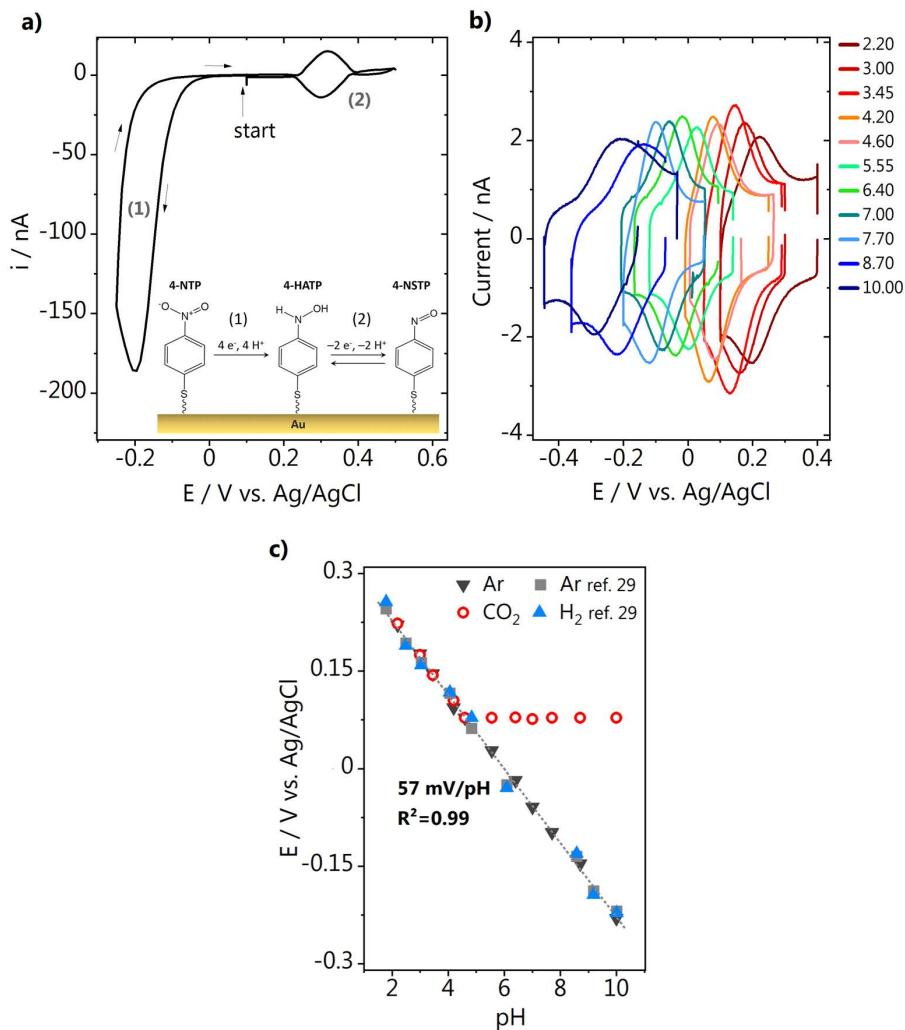 a)
i / nA
0
-50
-100
-150
-200
-0.2
0
0.2
0.4
0.6
E / V vs. Ag/AgCl
start
(1)
(2)
4-NTP
4-HATP
4-NSTP
⁻O
N⁺
O
H
N
OH
N
O
(1)
4 e⁻, 4 H⁺
(2)
−2 e⁻, −2 H⁺
S
S
S
Au
b)
Current / nA
4
2
0
-2
-4
-0.4
-0.2
0
0.2
0.4
E / V vs. Ag/AgCl
2.20
3.00
3.45
4.20
4.60
5.55
6.40
7.00
7.70
8.70
10.00
c)
E / V vs. Ag/AgCl
0.3
0.15
0
-0.15
-0.3
2
4
6
8
10
pH
Ar
Ar ref. 29
CO₂
H₂ ref. 29
57 mV/pH
R²=0.99